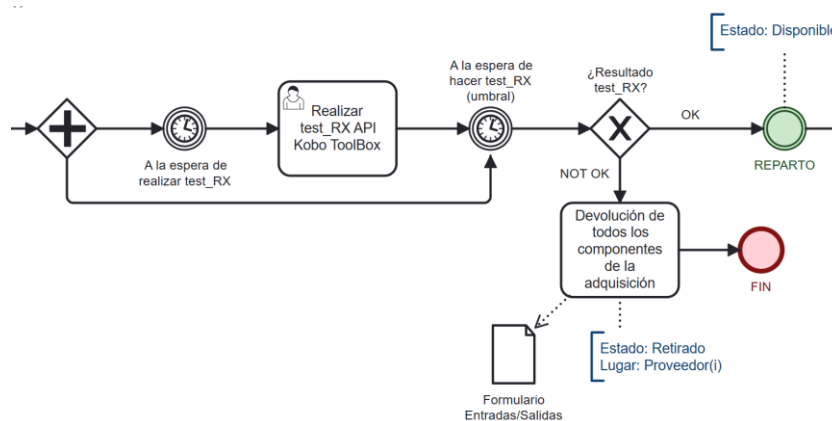 Estado: Disponible
A la espera de
hacer test_RX
(umbral)
¿Resultado
test_RX?
Realizar
test_RX API
Kobo ToolBox
OK
A la espera de
realizar test_RX
REPARTO
NOT OK
Devolución de
todos los
componentes
de la
adquisición
FIN
Estado: Retirado
Lugar: Proveedor(i)
Formulario
Entradas/Salidas